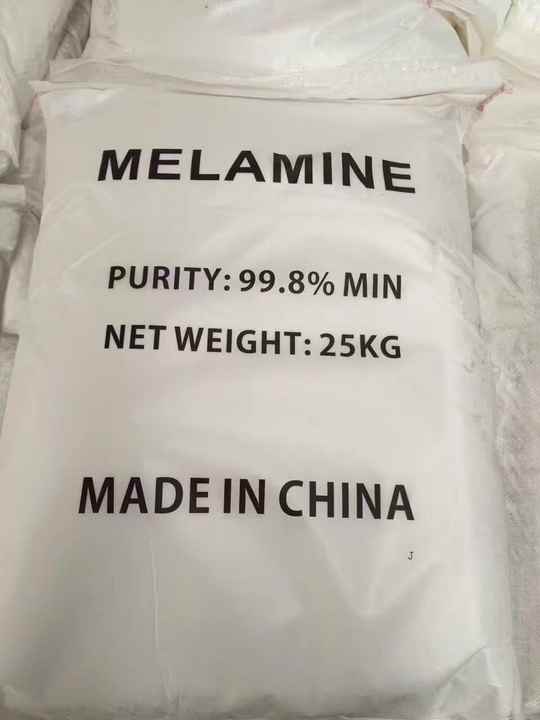 MELAMINE
PURITY: 99.8% MIN
NET WEIGHT: 25KG
MADE IN CHINA
J